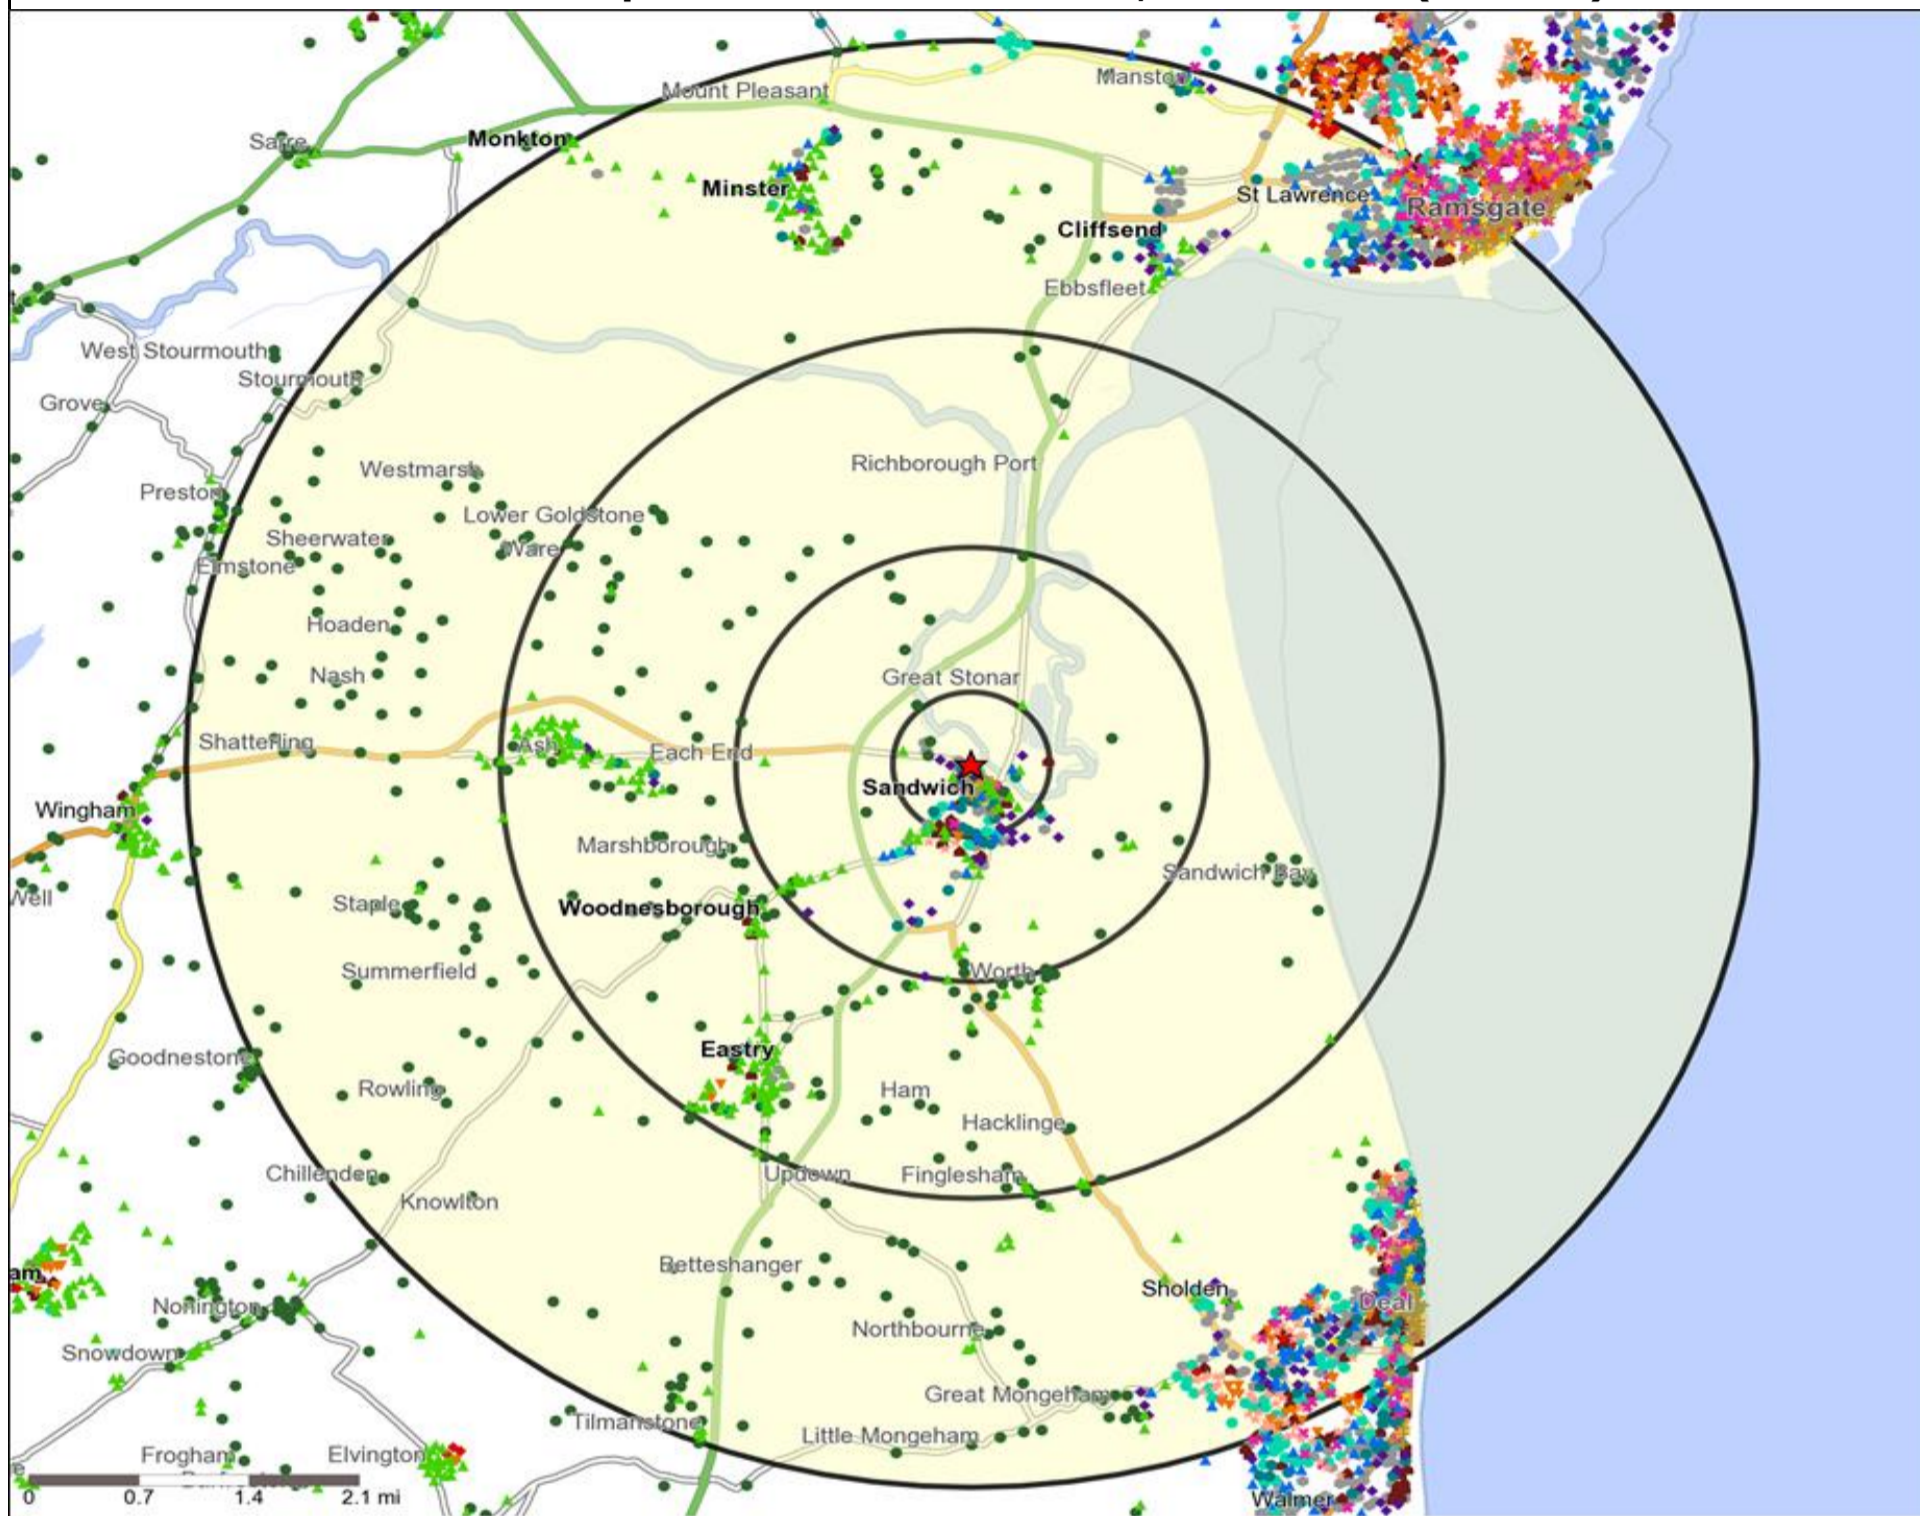 Manston
Mount Pleasant
Sarre
Monkton
Minster
St Lawrence
Ramsgate
Cliffsend
Ebbsfleet
West Stourmouth
Stourmouth
Grove
Richborough Port
Westmarsh
Preston
Lower Goldstone
Sheerwater
Ware
Elmstone
Hoaden
Nash
Great Stonar
Shatterling
Ash
Each End
Sandwich
Wingham
Marshborough
Sandwich Bay
Well
Staple
Woodnesborough
Summerfield
Worth
Eastry
Goodnestone
Rowling
Ham
Hacklinge
Chillenden
Updown
Finglesham
Knowlton
Betteshanger
am
Sholden
Deal
Nonington
Northbourne
Snowdown
Great Mongeham
Tilmanstone
Little Mongeham
Frogham
Elvington
0 0.7 1.4 2.1 mi
Walmer